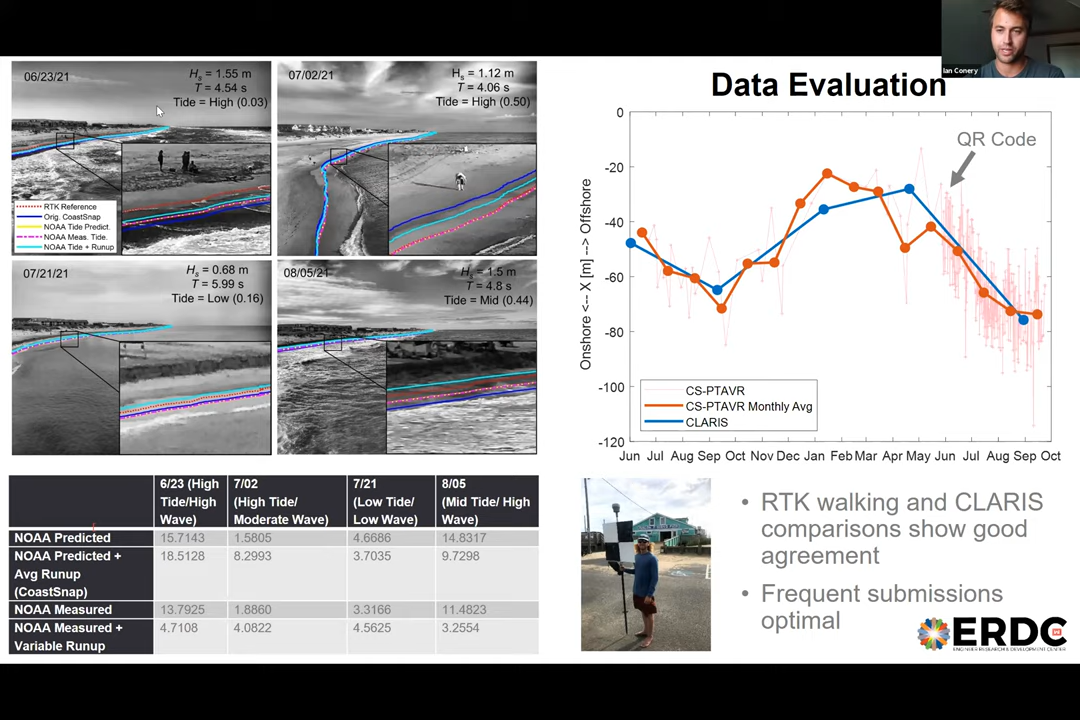 Ian Conery
Data Evaluation
06/23/21
Hs = 1.55 m
T = 4.54 s
Tide = High (0.03)
RTK Reference
Orig. CoastSnap
NOAA Tide Predict.
NOAA Meas. Tide.
NOAA Tide + Runup
07/02/21
Hs = 1.12 m
T = 4.06 s
Tide = High (0.50)
07/21/21
Hs = 0.68 m
T = 5.99 s
Tide = Low (0.16)
08/05/21
Hs = 1.5 m
T = 4.8 s
Tide = Mid (0.44)
6/23 (High Tide/High Wave)
7/02 (High Tide/ Moderate Wave)
7/21 (Low Tide/ Low Wave)
8/05 (Mid Tide/ High Wave)
NOAA Predicted 15.7143 1.5805 4.6686 14.8317
NOAA Predicted + Avg Runup (CoastSnap) 18.5128 8.2993 3.7035 9.7298
NOAA Measured 13.7925 1.8860 3.3166 11.4823
NOAA Measured + Variable Runup 4.7108 4.0822 4.5625 3.2554
Onshore <-- X [m] --> Offshore
0
-20
-40
-60
-80
-100
-120
QR Code
CS-PTAVR
CS-PTAVR Monthly Avg
CLARIS
Jun Jul Aug Sep Oct Nov Dec Jan Feb Mar Apr May Jun Jul Aug Sep Oct
• RTK walking and CLARIS
comparisons show good
agreement
• Frequent submissions
optimal
ERDC
ENGINEER RESEARCH & DEVELOPMENT CENTER